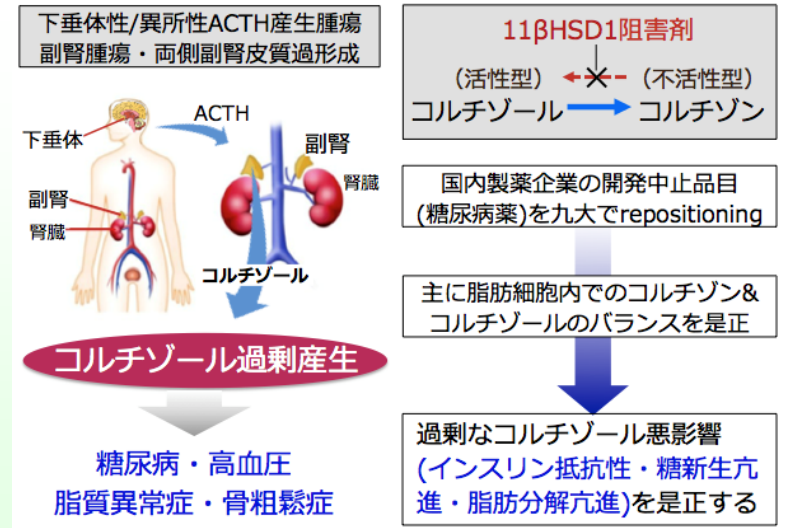 下垂体性/異所性ACTH産生腫瘍
副腎腫瘍・両側副腎皮質過形成
下垂体
ACTH
副腎
腎臓
副腎
腎臓
コルチゾール
コルチゾール過剰産生
糖尿病・高血圧
脂質異常症・骨粗鬆症
11βHSD1阻害剤
(活性型) (不活性型)
コルチゾール コルチゾン
国内製薬企業の開発中止品目
(糖尿病薬)を九大でrepositioning
主に脂肪細胞内でのコルチゾン&
コルチゾールのバランスを是正
過剰なコルチゾール悪影響
(インスリン抵抗性・糖新生亢
進・脂肪分解亢進)を是正する